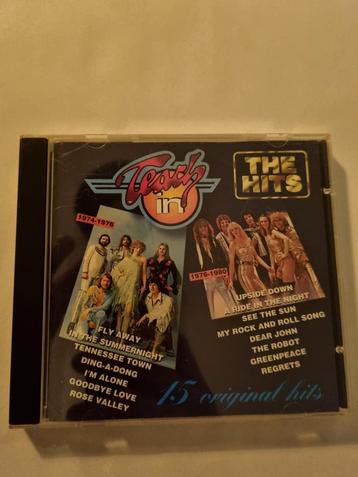 Teach
in
THE
HITS
1974-1976
FLY AWAY
IN THE SUMMERNIGHT
TENNESSEE TOWN
DING-A-DONG
I'M ALONE
GOODBYE LOVE
ROSE VALLEY
1976-1980
UPSIDE DOWN
A RIDE IN THE NIGHT
SEE THE SUN
MY ROCK AND ROLL SONG
DEAR JOHN
THE ROBOT
GREENPEACE
REGRETS
15 original hits